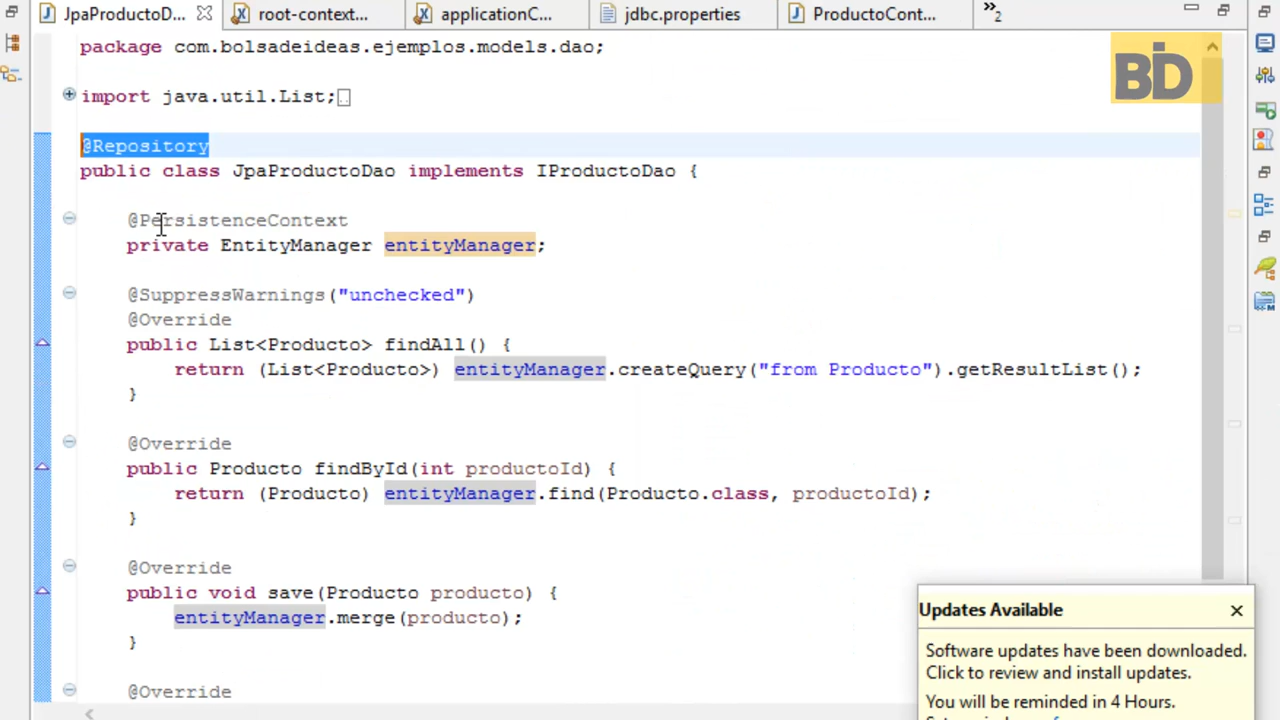 JpaProductoD...
root-context...
applicationC...
jdbc.properties
ProductoCont...
»2
BD
package com.bolsadeideas.ejemplos.models.dao;
import java.util.List;
@Repository
public class JpaProductoDao implements IProductoDao {
@PersistenceContext
private EntityManager entityManager;
@SuppressWarnings("unchecked")
@Override
public List<Producto> findAll() {
return (List<Producto>) entityManager.createQuery("from Producto").getResultList();
}
@Override
public Producto findById(int productoId) {
return (Producto) entityManager.find(Producto.class, productoId);
}
@Override
public void save(Producto producto) {
entityManager.merge(producto);
}
@Override
Updates Available
Software updates have been downloaded.
Click to review and install updates.
You will be reminded in 4 Hours.